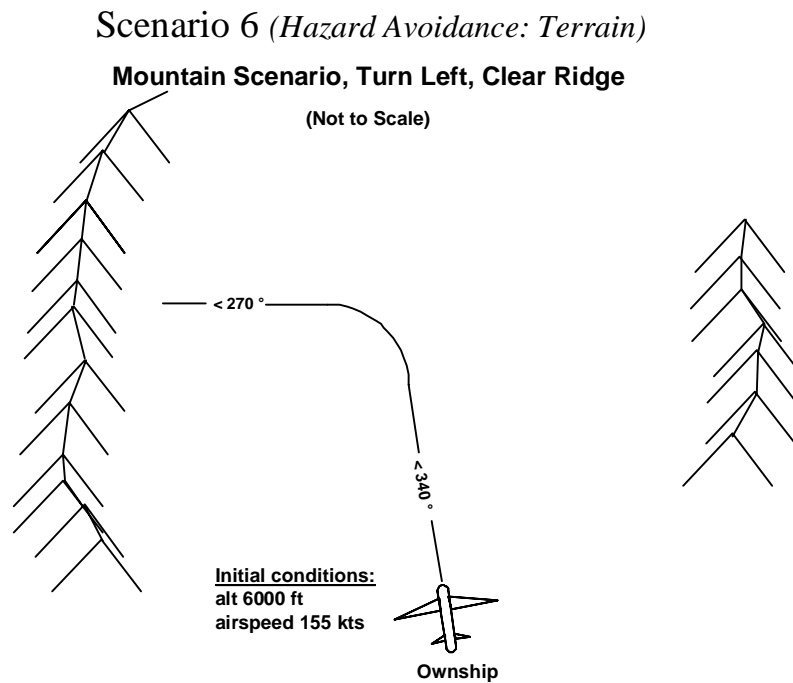 Scenario 6 (Hazard Avoidance: Terrain)
Mountain Scenario, Turn Left, Clear Ridge
(Not to Scale)
< 270 °
< 340 °
Initial conditions:
alt 6000 ft
airspeed 155 kts
Ownship